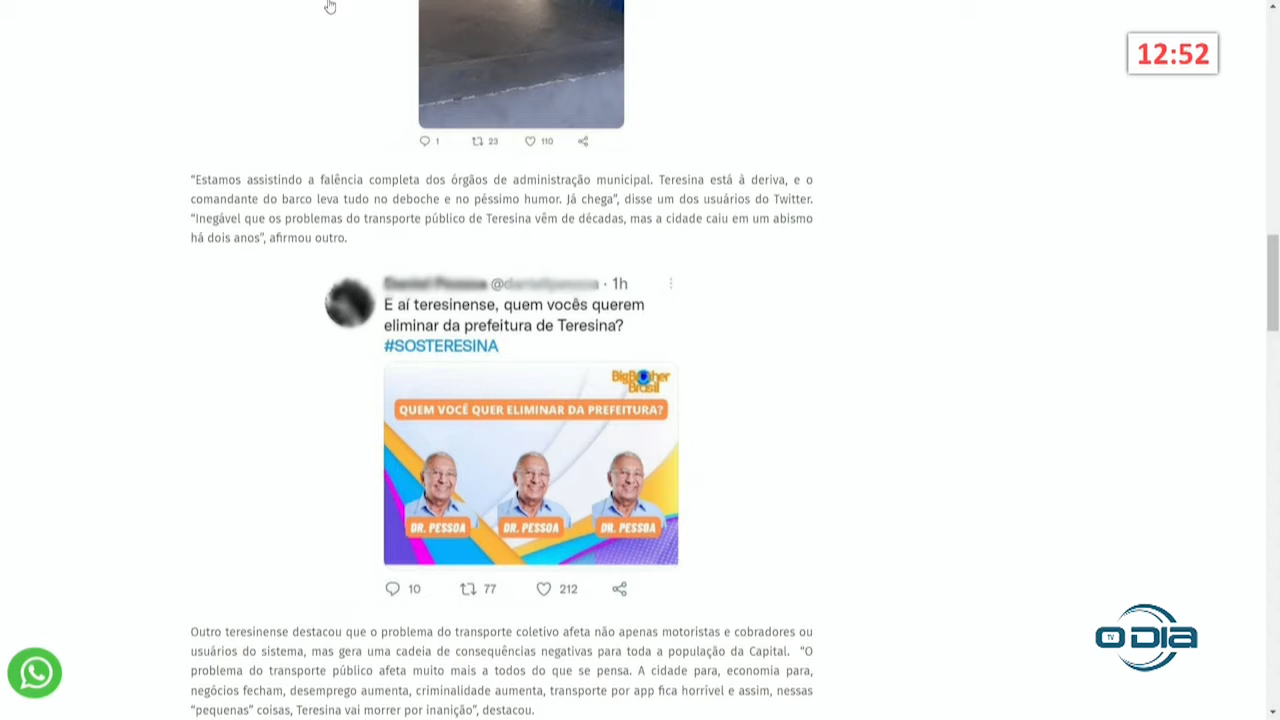 12:52
1 23 110
“Estamos assistindo a falência completa dos órgãos de administração municipal. Teresina está à deriva, e o
comandante do barco leva tudo no deboche e no péssimo humor. Já chega”, disse um dos usuários do Twitter.
“Inegável que os problemas do transporte público de Teresina vêm de décadas, mas a cidade caiu em um abismo
há dois anos”, afirmou outro.
· 1h
E aí teresinense, quem vocês querem
eliminar da prefeitura de Teresina?
#SOSTERESINA
Brasil
QUEM VOCÊ QUER ELIMINAR DA PREFEITURA?
DR. PESSOA DR. PESSOA DR. PESSOA
10 77 212
Outro teresinense destacou que o problema do transporte coletivo afeta não apenas motoristas e cobradores ou
usuários do sistema, mas gera uma cadeia de consequências negativas para toda a população da Capital. “O
problema do transporte público afeta muito mais a todos do que se pensa. A cidade para, economia para,
negócios fecham, desemprego aumenta, criminalidade aumenta, transporte por app fica horrível e assim, nessas
“pequenas” coisas, Teresina vai morrer por inanição”, destacou.
O DIA
TV